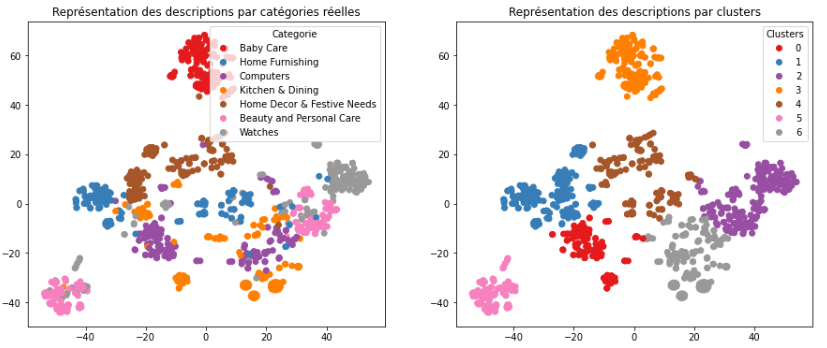 Représentation des descriptions par catégories réelles
Categorie
Baby Care
Home Furnishing
Computers
Kitchen & Dining
Home Decor & Festive Needs
Beauty and Personal Care
Watches
60
40
20
0
−20
−40
−40
−20
0
20
40
Représentation des descriptions par clusters
Clusters
0
1
2
3
4
5
6
60
40
20
0
−20
−40
−40
−20
0
20
40